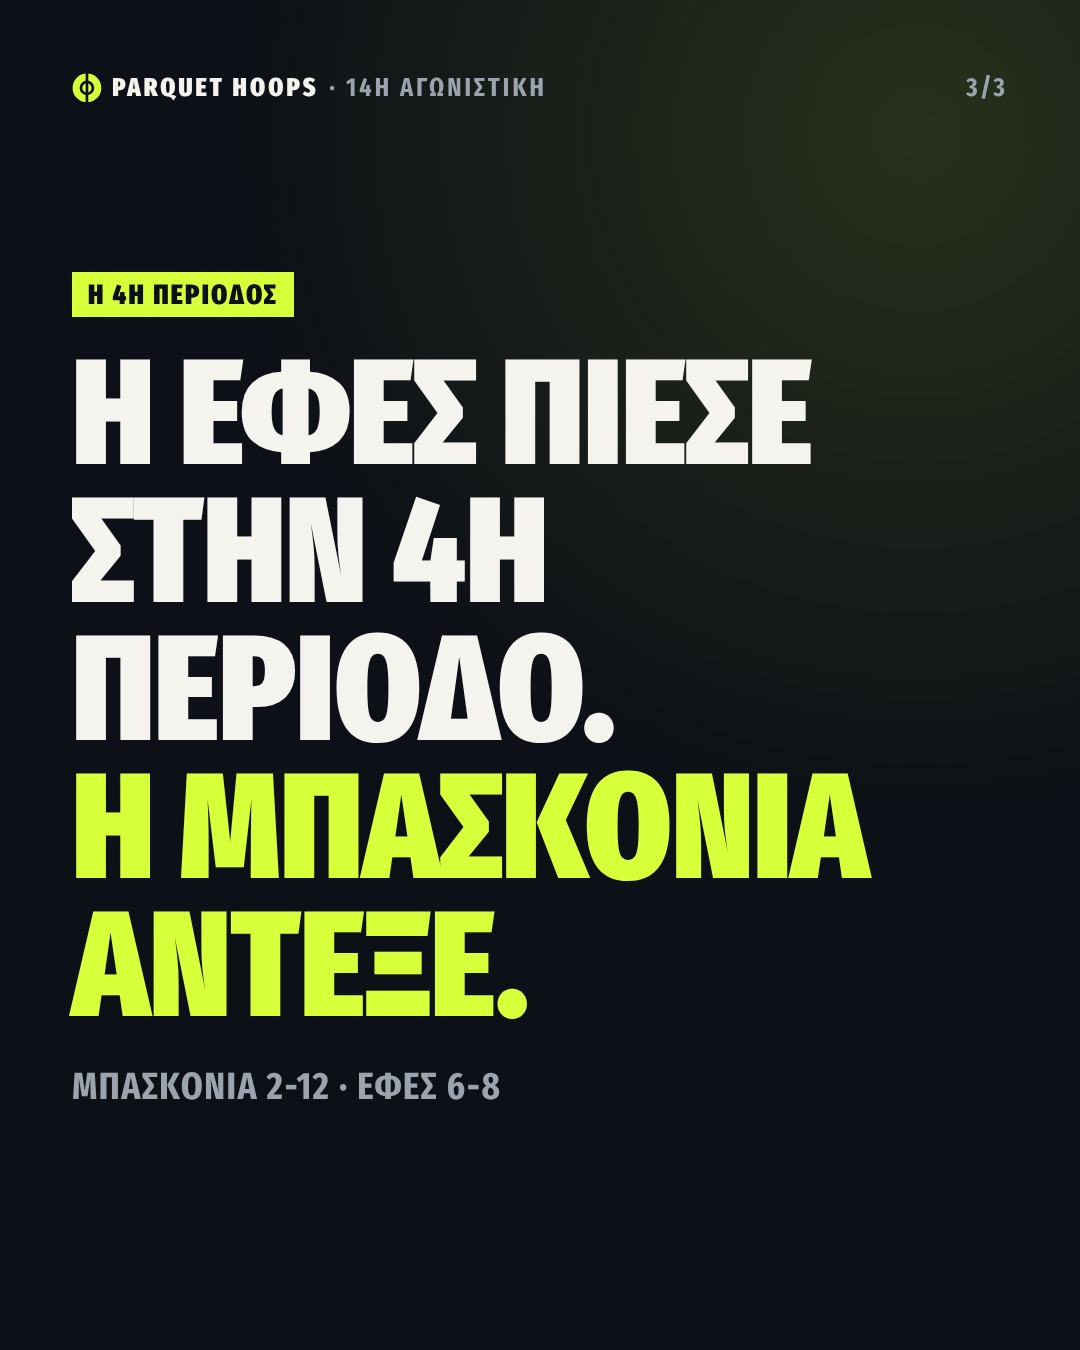 PARQUET HOOPS · 14Η ΑΓΩΝΙΣΤΙΚΗ
3/3
Η 4Η ΠΕΡΙΟΔΟΣ
Η ΕΦΕΣ ΠΙΕΣΕ
ΣΤΗΝ 4Η
ΠΕΡΙΟΔΟ.
Η ΜΠΑΣΚΟΝΙΑ
ΑΝΤΕΞΕ.
ΜΠΑΣΚΟΝΙΑ 2-12 · ΕΦΕΣ 6-8